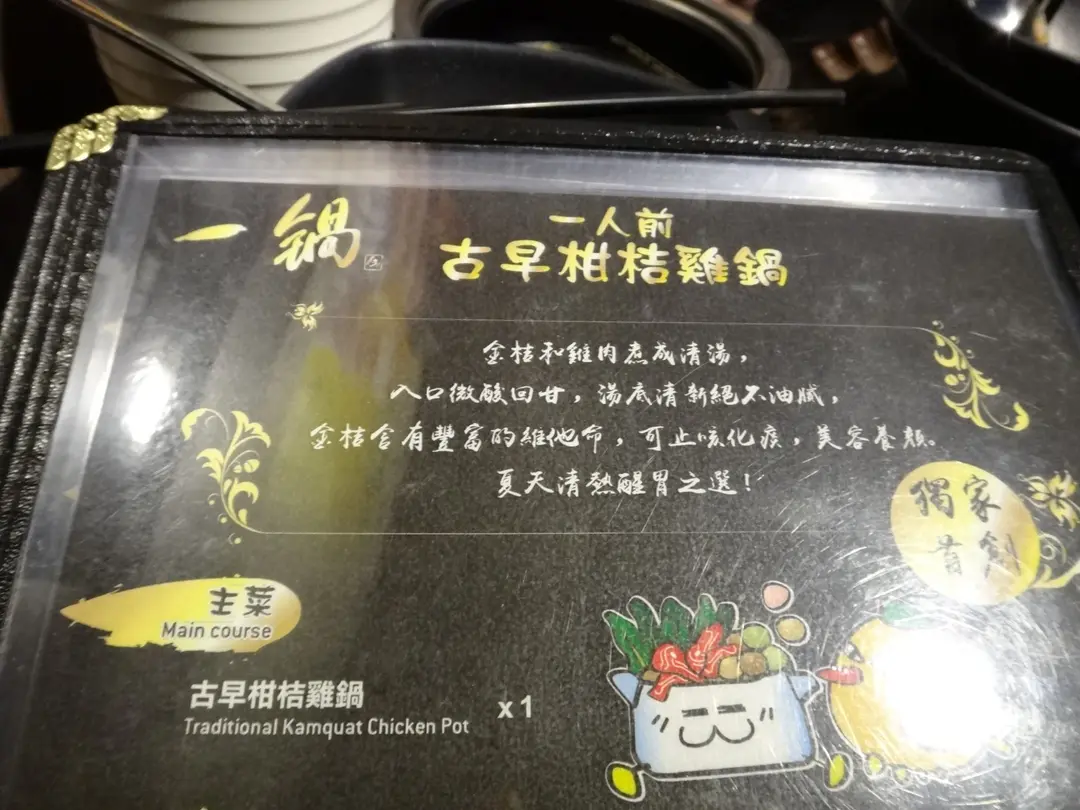 一鍋
一人前
古早柑桔雞鍋
金桔和雞肉煮成清湯，
入口微酸回甘，湯底清新絕不油膩，
金桔含有豐富的維他命，可止咳化痰，美容養顏。
夏天清熱醒胃之選！
獨家
首創
主菜
Main course
古早柑桔雞鍋 x1
Traditional Kamquat Chicken Pot